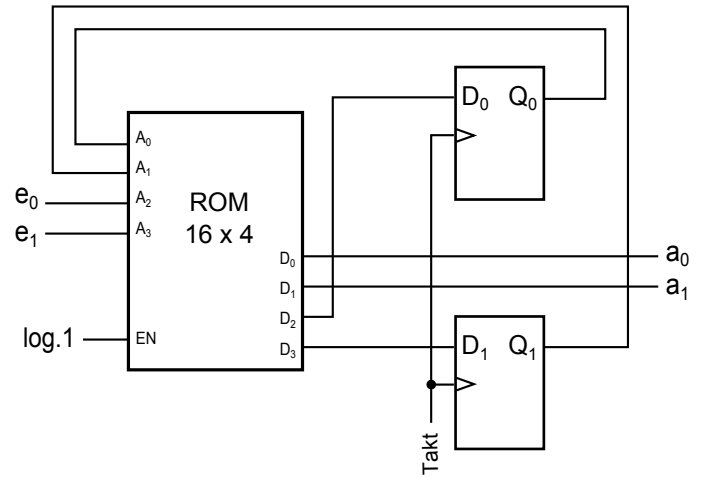 D₀ Q₀
A₀
A₁
e₀ A₂ ROM
e₁ A₃ 16 x 4
D₀ a₀
D₁ a₁
D₂
log.1 EN D₃ D₁ Q₁
Takt